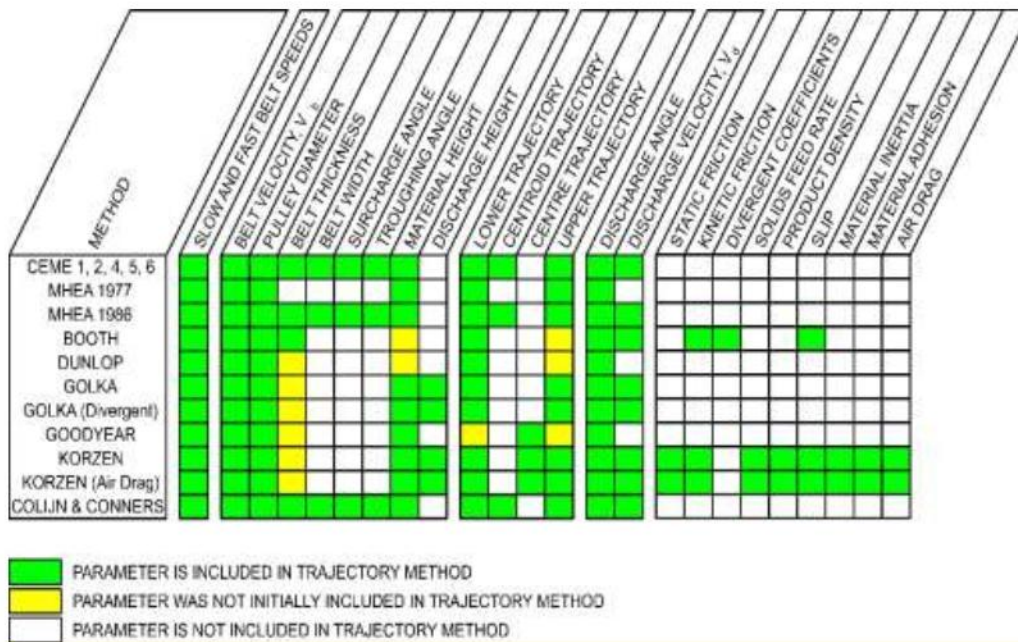 METHOD
SLOW AND FAST BELT SPEEDS
BELT VELOCITY, V b
PULLEY DIAMETER
BELT THICKNESS
BELT WIDTH
SURCHARGE ANGLE
TROUGHING ANGLE
MATERIAL HEIGHT
DISCHARGE HEIGHT
LOWER TRAJECTORY
CENTROID TRAJECTORY
CENTRE TRAJECTORY
UPPER TRAJECTORY
DISCHARGE ANGLE
DISCHARGE VELOCITY, V d
STATIC FRICTION
KINETIC FRICTION
DIVERGENT COEFFICIENTS
SOLIDS FEED RATE
PRODUCT DENSITY
SLIP
MATERIAL INERTIA
MATERIAL ADHESION
AIR DRAG
CEME 1, 2, 4, 5, 6
MHEA 1977
MHEA 1986
BOOTH
DUNLOP
GOLKA
GOLKA (Divergent)
GOODYEAR
KORZEN
KORZEN (Air Drag)
COLIJN & CONNERS
PARAMETER IS INCLUDED IN TRAJECTORY METHOD
PARAMETER WAS NOT INITIALLY INCLUDED IN TRAJECTORY METHOD
PARAMETER IS NOT INCLUDED IN TRAJECTORY METHOD